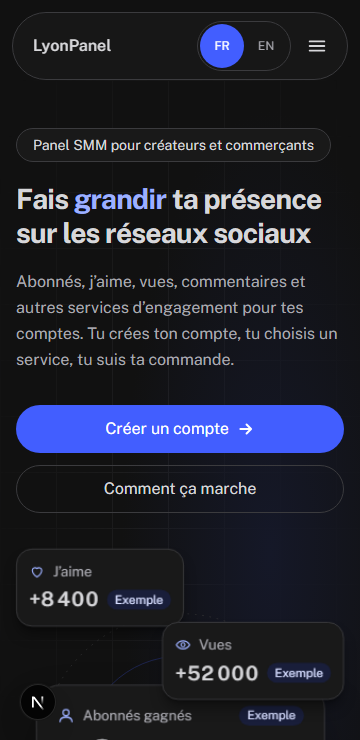 LyonPanel
FR EN
Panel SMM pour créateurs et commerçants
Fais grandir ta présence
sur les réseaux sociaux
Abonnés, j’aime, vues, commentaires et
autres services d’engagement pour tes
comptes. Tu crées ton compte, tu choisis un
service, tu suis ta commande.
Créer un compte →
Comment ça marche
J’aime
+8 400 Exemple
Vues
+52 000 Exemple
N
Abonnés gagnés Exemple